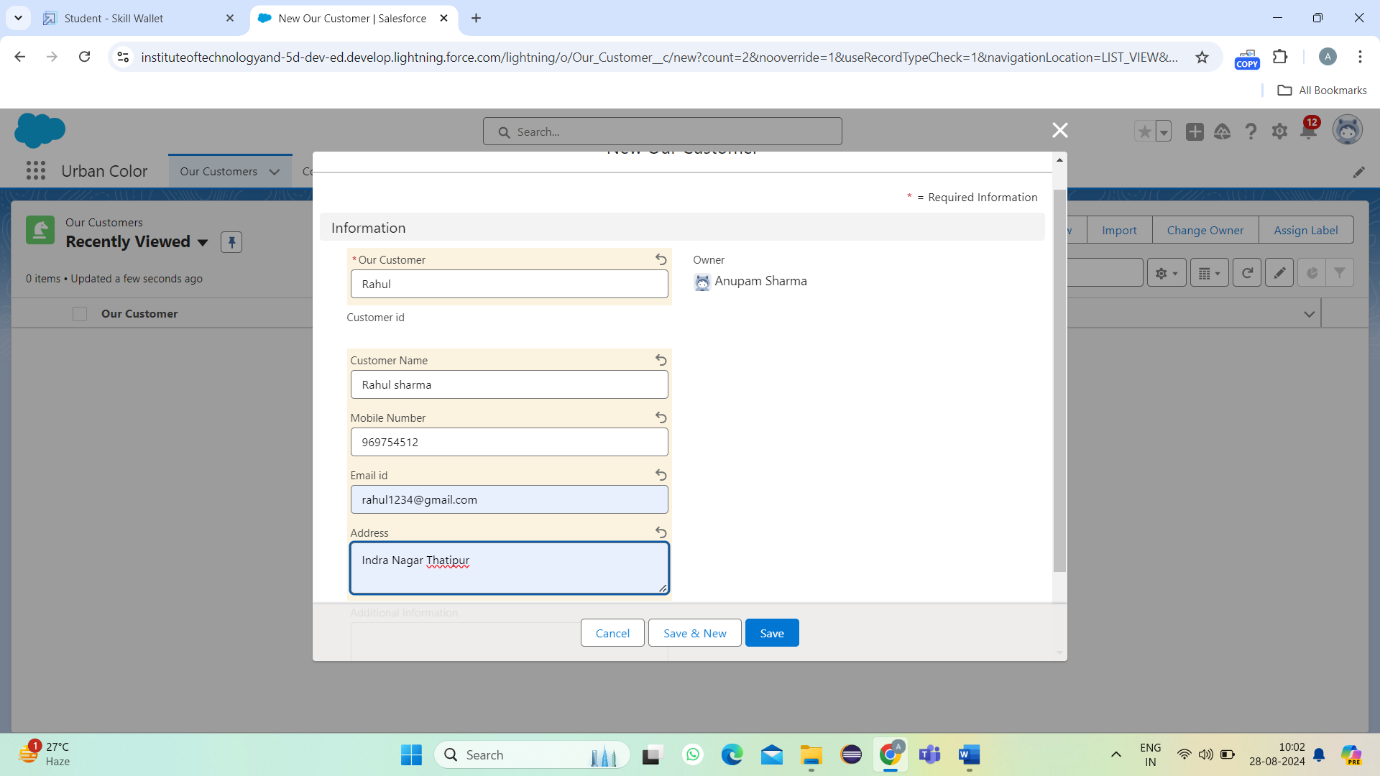 Student - Skill Wallet
New Our Customer | Salesforce
instituteoftechnologyand-5d-dev-ed.develop.lightning.force.com/lightning/o/Our_Customer__c/new?count=2&nooverride=1&useRecordTypeCheck=1&navigationLocation=LIST_VIEW&...
COPY
A
All Bookmarks
Search...
12
Urban Color
Our Customers
New Our Customer
* = Required Information
Our Customers
Recently Viewed
Import
Change Owner
Assign Label
0 items • Updated a few seconds ago
Our Customer
Information
*Our Customer
Rahul
Owner
Anupam Sharma
Customer id
Customer Name
Rahul sharma
Mobile Number
969754512
Email id
rahul1234@gmail.com
Address
Indra Nagar Thatipur
Additional Information
Cancel
Save & New
Save
1
27°C
Haze
Search
A
ENG
IN
10:02
28-08-2024
PRE